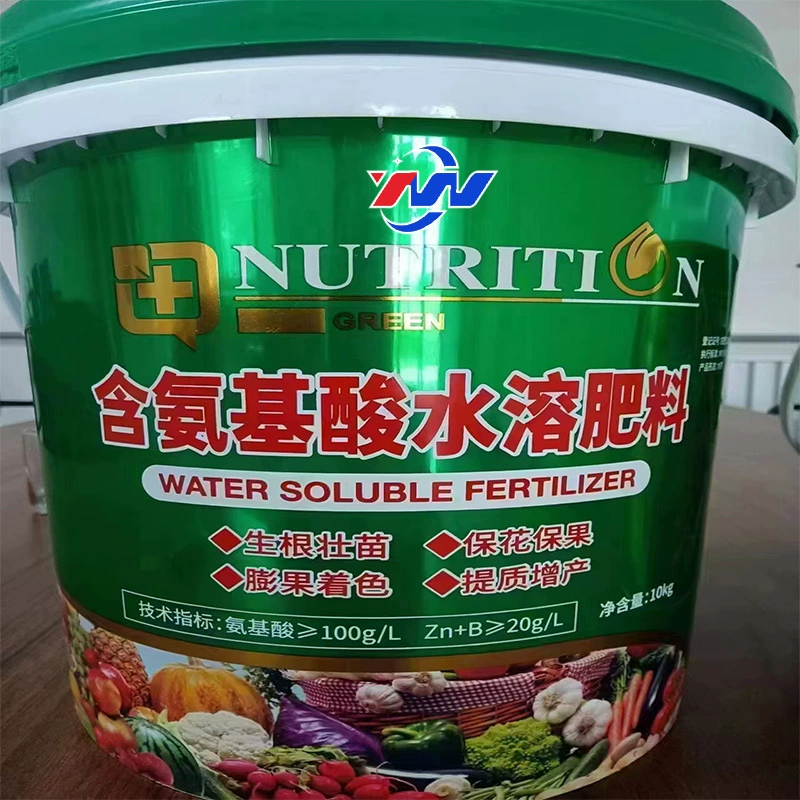 NUTRITION
GREEN
含氨基酸水溶肥料
WATER SOLUBLE FERTILIZER
◆生根壮苗 ◆保花保果
◆膨果着色 ◆提质增产
技术指标:氨基酸≥100g/L Zn+B≥20g/L
净含量:10kg